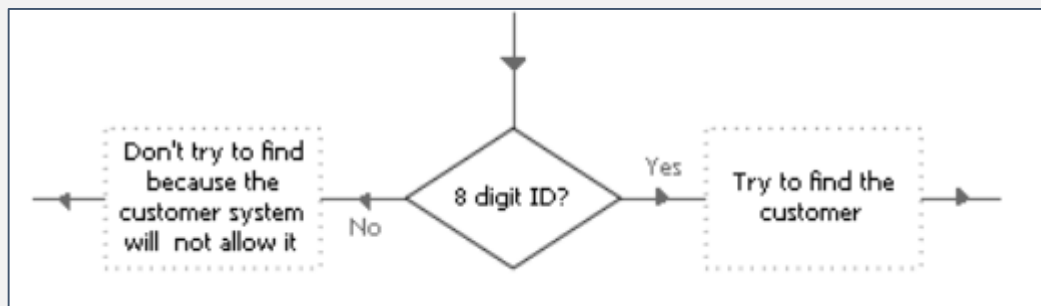 Don't try to find
because the
customer system
will not allow it
No
8 digit ID?
Yes
Try to find the
customer